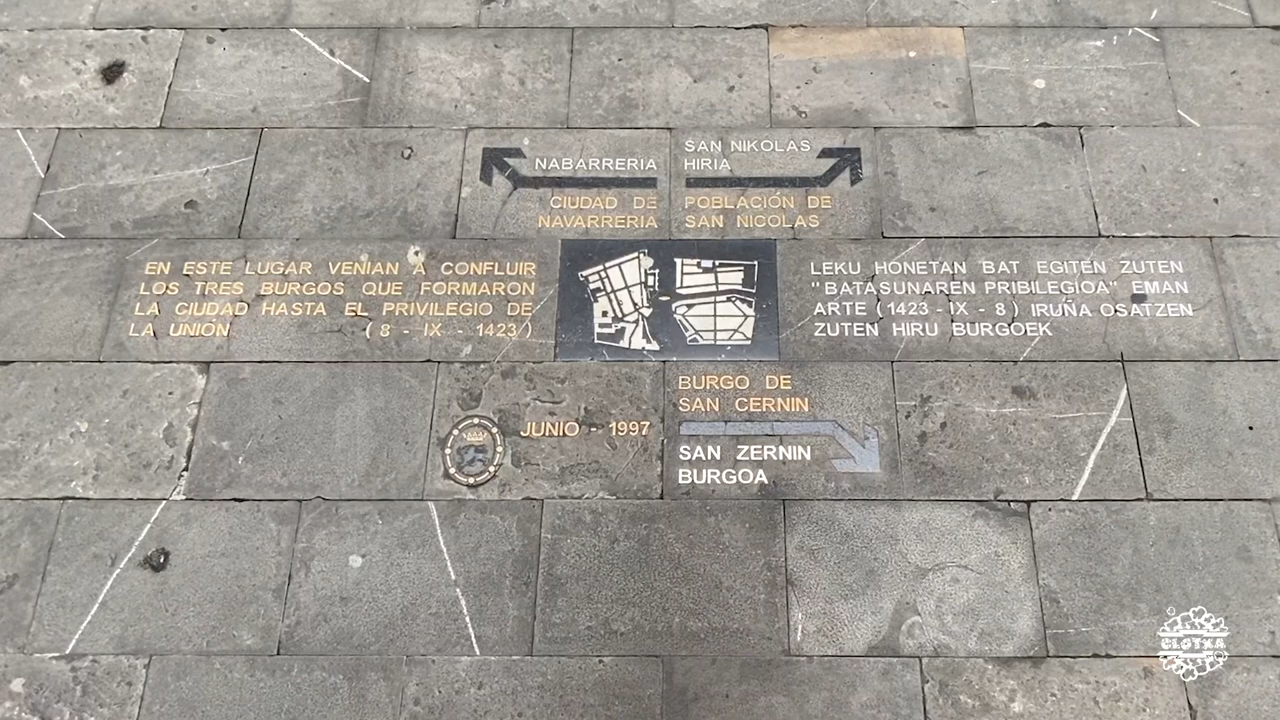 NABARRERIA
CIUDAD DE
NAVARRERIA
SAN NIKOLAS
HIRIA
POBLACIÓN DE
SAN NICOLAS
EN ESTE LUGAR VENIAN A CONFLUIR
LOS TRES BURGOS QUE FORMARON
LA CIUDAD HASTA EL PRIVILEGIO DE
LA UNIÓN (8 - IX - 1423)
LEKU HONETAN BAT EGITEN ZUTEN
"BATASUNAREN PRIBILEGIOA" EMAN
ARTE (1423 - IX - 8) IRUÑA OSATZEN
ZUTEN HIRU BURGOEK
JUNIO - 1997
BURGO DE
SAN CERNIN
SAN ZERNIN
BURGOA
CLOTXA